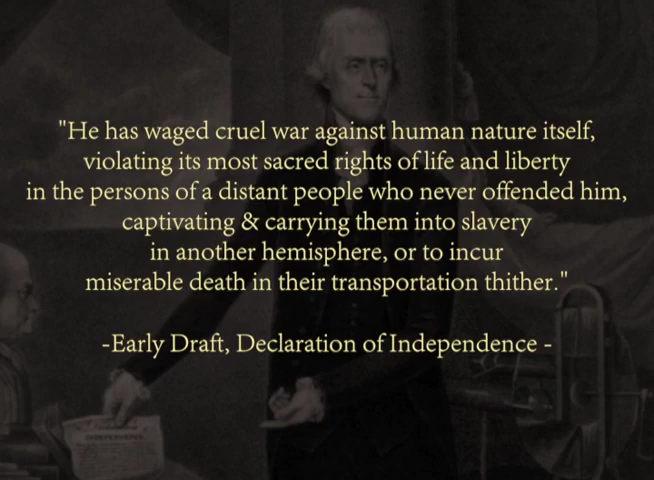 "He has waged cruel war against human nature itself,
violating its most sacred rights of life and liberty
in the persons of a distant people who never offended him,
captivating & carrying them into slavery
in another hemisphere, or to incur
miserable death in their transportation thither."
-Early Draft, Declaration of Independence -